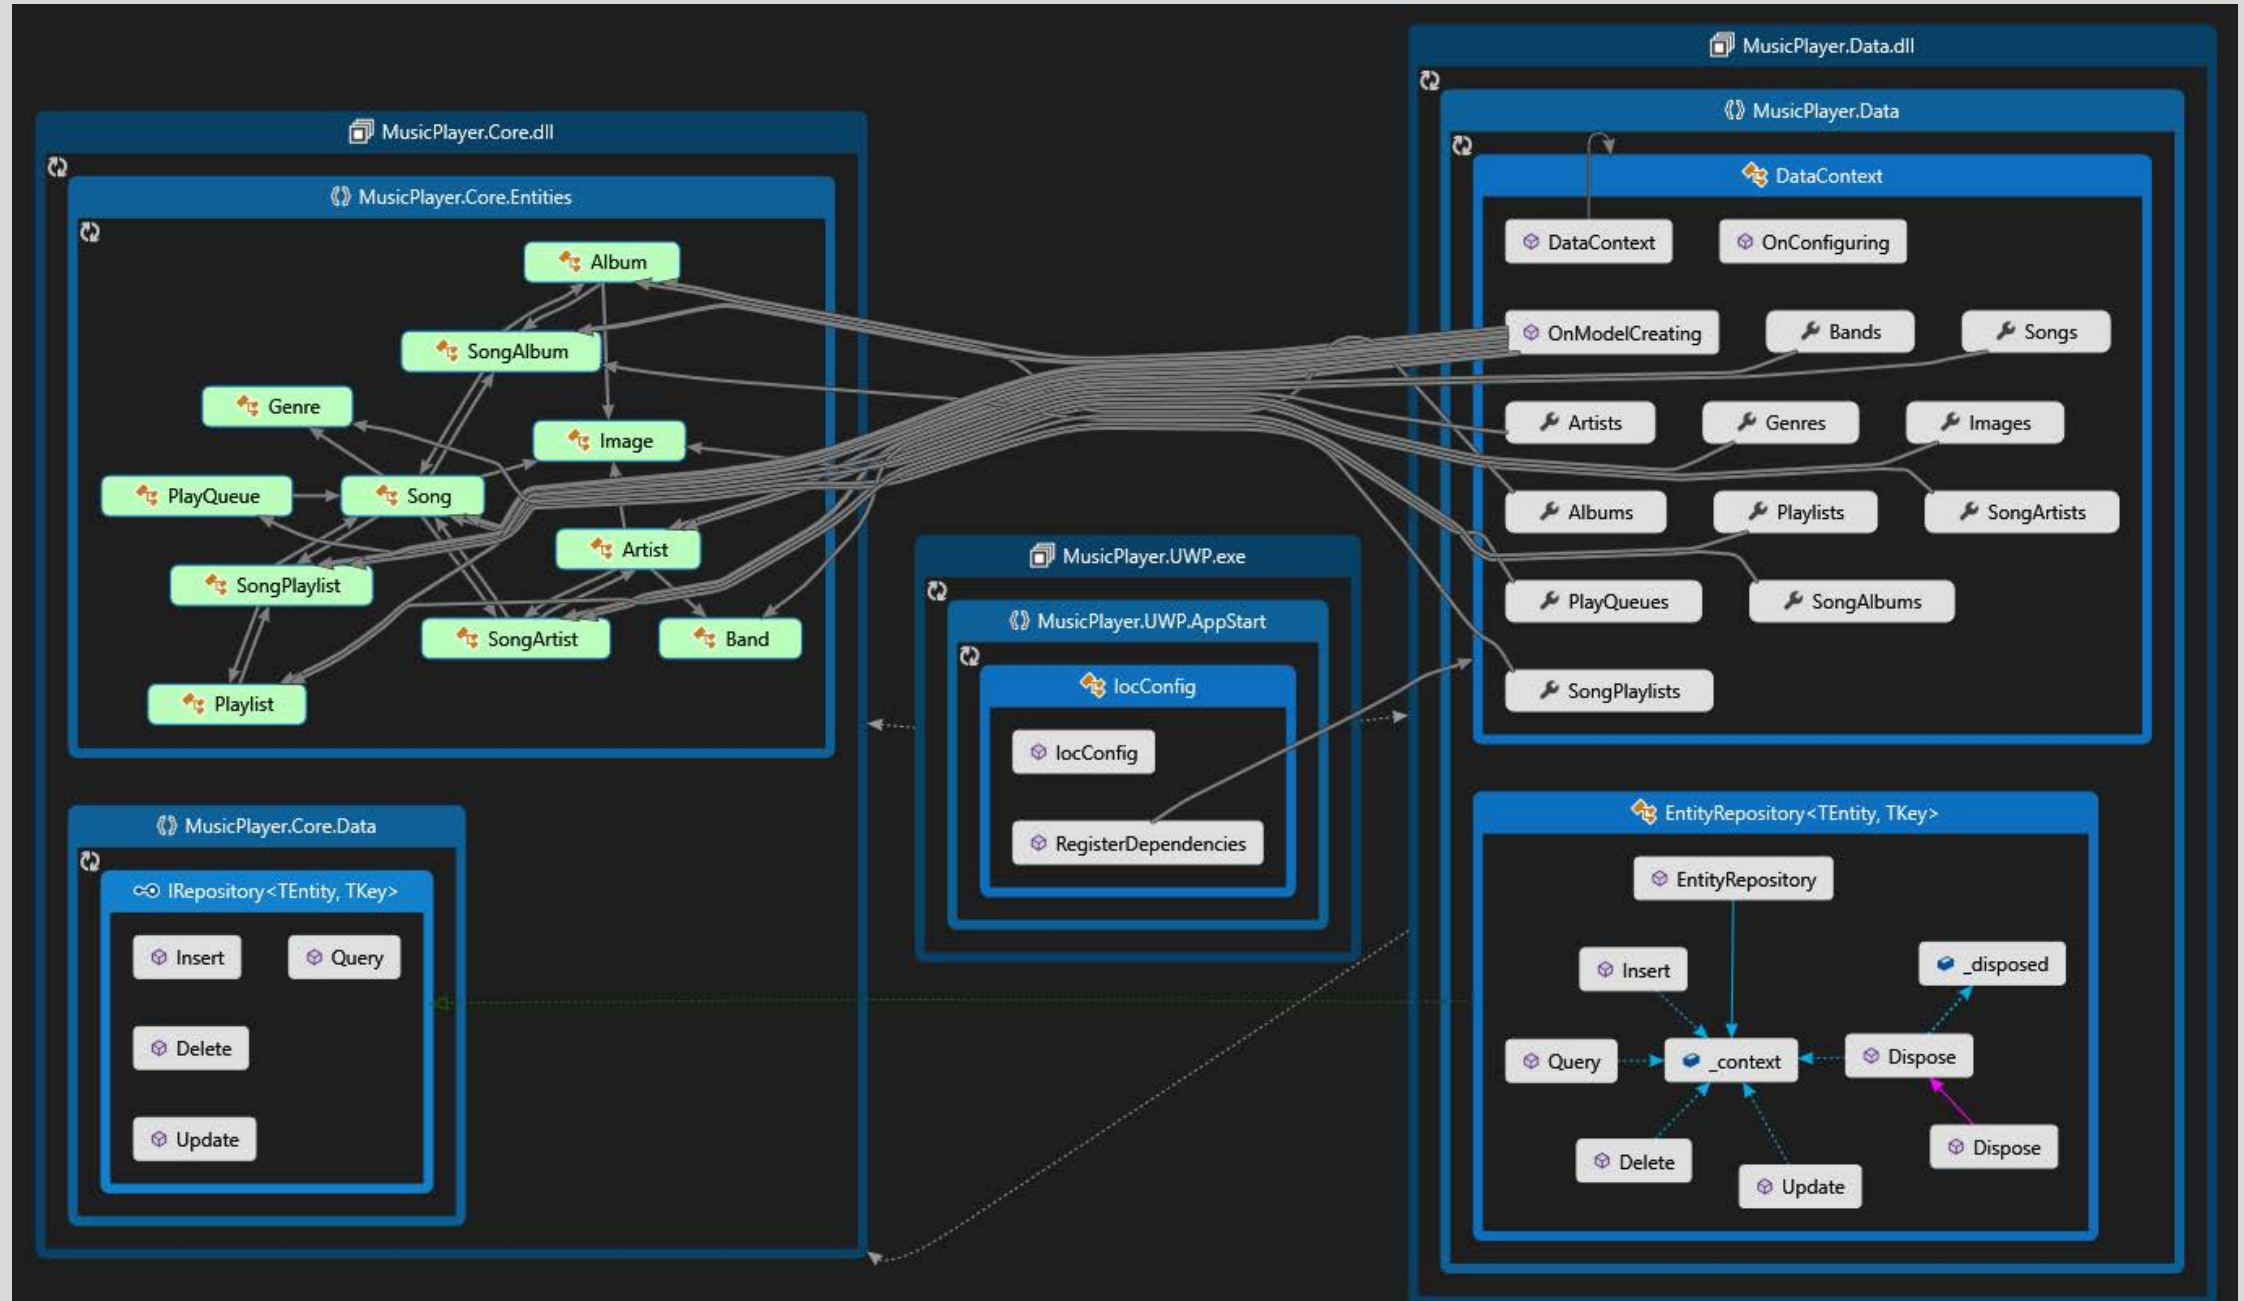 MusicPlayer.Core.dll
MusicPlayer.Core.Entities
Album
SongAlbum
Genre
Image
PlayQueue
Song
Artist
SongPlaylist
SongArtist
Band
Playlist
MusicPlayer.Core.Data
IRepository<TEntity, TKey>
Insert
Query
Delete
Update
MusicPlayer.UWP.exe
MusicPlayer.UWP.AppStart
IocConfig
IocConfig
RegisterDependencies
MusicPlayer.Data.dll
MusicPlayer.Data
DataContext
DataContext
OnConfiguring
OnModelCreating
Bands
Songs
Artists
Genres
Images
Albums
Playlists
SongArtists
PlayQueues
SongAlbums
SongPlaylists
EntityRepository<TEntity, TKey>
EntityRepository
Insert
_disposed
Query
_context
Dispose
Delete
Update
Dispose